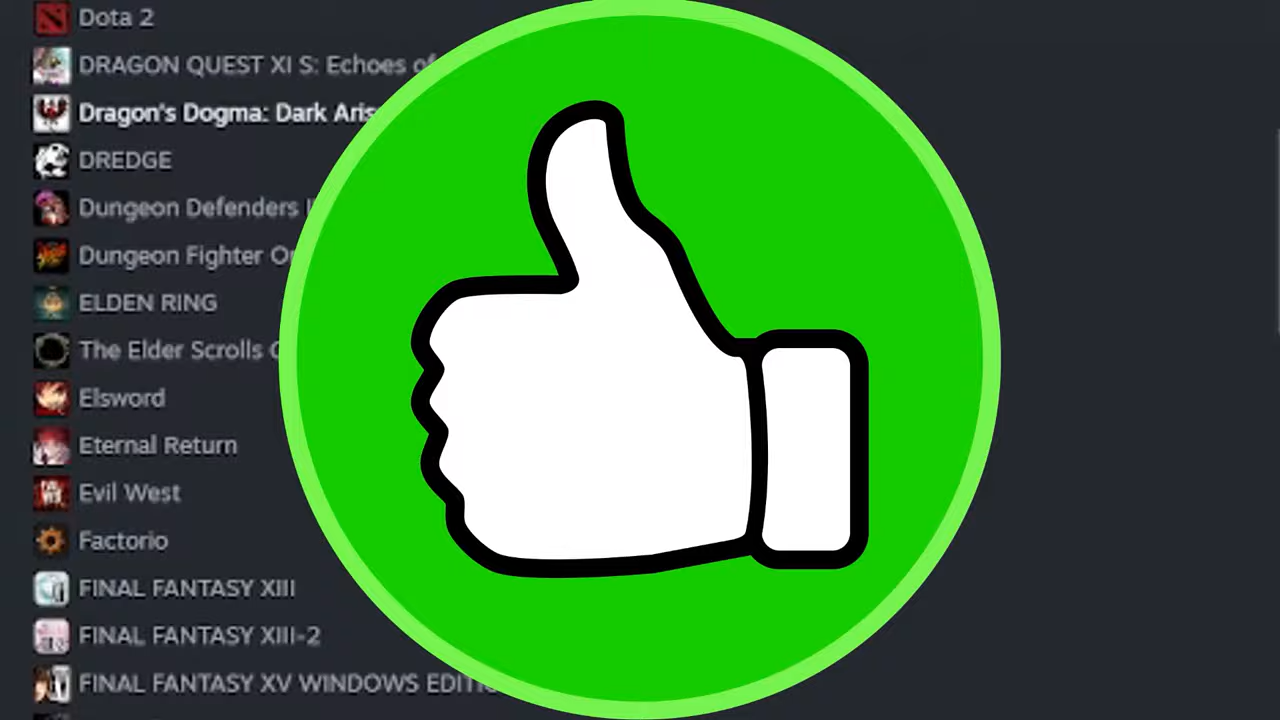 Dota 2
DRAGON QUEST XI S: Echoes of
Dragon's Dogma: Dark Aris
DREDGE
Dungeon Defenders
Dungeon Fighter
ELDEN RING
The Elder Scrolls
Elsword
Eternal Return
Evil West
Factorio
FINAL FANTASY XIII
FINAL FANTASY XIII-2
FINAL FANTASY XV WINDOWS EDITIO